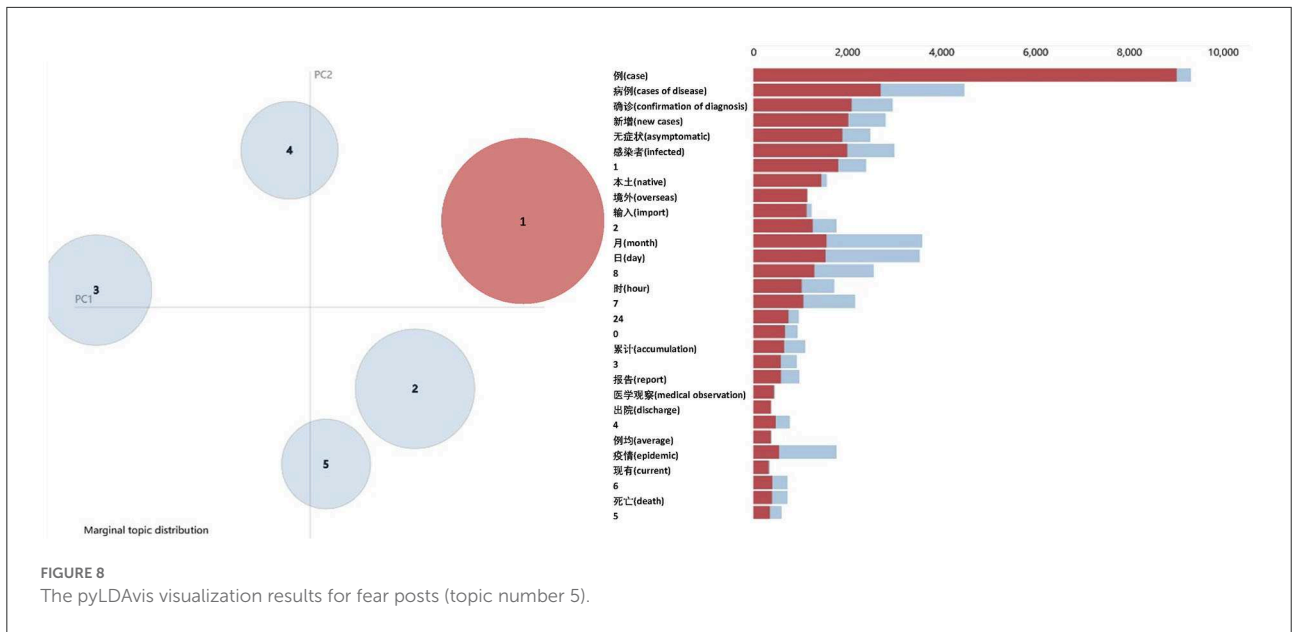 PC2
4
1
3
PC1
2
5
Marginal topic distribution
0 2,000 4,000 6,000 8,000 10,000
例(case)
病例(cases of disease)
确诊(confirmation of diagnosis)
新增(new cases)
无症状(asymptomatic)
感染者(infected)
1
本土(native)
境外(overseas)
输入(import)
2
月(month)
日(day)
8
时(hour)
7
24
0
累计(accumulation)
3
报告(report)
医学观察(medical observation)
出院(discharge)
4
例均(average)
疫情(epidemic)
现有(current)
6
死亡(death)
5
FIGURE 8
The pyLDAvis visualization results for fear posts (topic number 5).